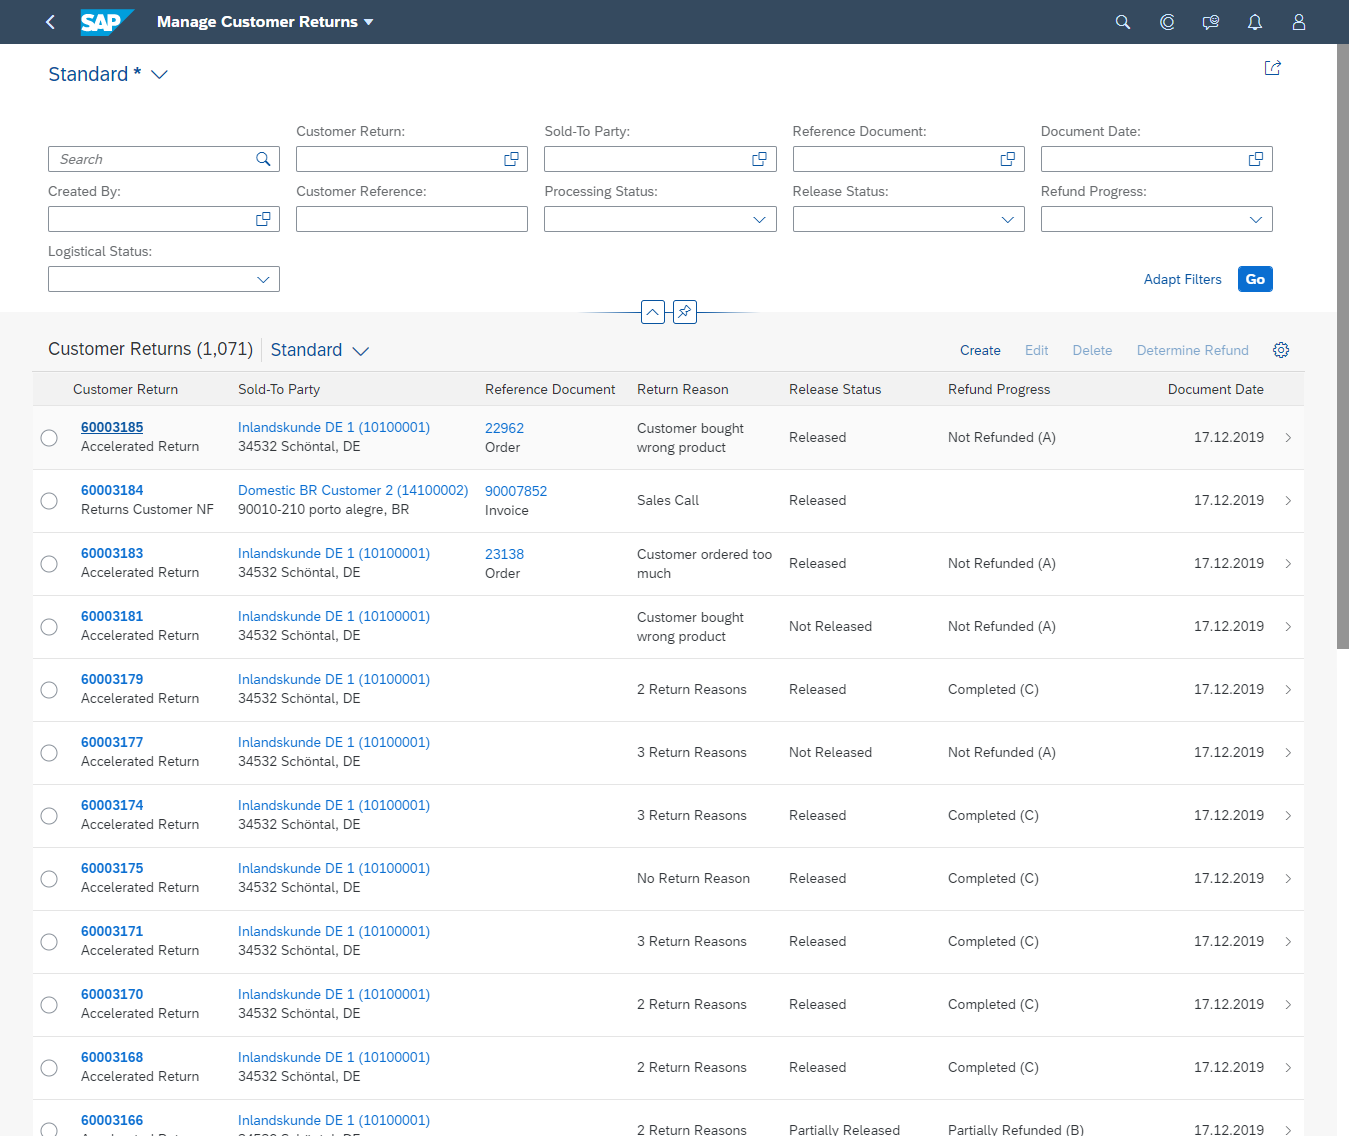 SAP Manage Customer Returns
Standard *
Customer Return: Sold-To Party: Reference Document: Document Date:
Search
Created By: Customer Reference: Processing Status: Release Status: Refund Progress:
Logistical Status:
Adapt Filters Go
Customer Returns (1,071) Standard Create Edit Delete Determine Refund
Customer Return Sold-To Party Reference Document Return Reason Release Status Refund Progress Document Date
60003185 Inlandskunde DE 1 (10100001) 22962 Customer bought
Accelerated Return 34532 Schöntal, DE Order wrong product Released Not Refunded (A) 17.12.2019
60003184 Domestic BR Customer 2 (14100002) 90007852
Returns Customer NF 90010-210 porto alegre, BR Invoice Sales Call Released 17.12.2019
60003183 Inlandskunde DE 1 (10100001) 23138 Customer ordered too
Accelerated Return 34532 Schöntal, DE Order much Released Not Refunded (A) 17.12.2019
60003181 Inlandskunde DE 1 (10100001) Customer bought
Accelerated Return 34532 Schöntal, DE wrong product Not Released Not Refunded (A) 17.12.2019
60003179 Inlandskunde DE 1 (10100001)
Accelerated Return 34532 Schöntal, DE 2 Return Reasons Released Completed (C) 17.12.2019
60003177 Inlandskunde DE 1 (10100001)
Accelerated Return 34532 Schöntal, DE 3 Return Reasons Not Released Not Refunded (A) 17.12.2019
60003174 Inlandskunde DE 1 (10100001)
Accelerated Return 34532 Schöntal, DE 3 Return Reasons Released Completed (C) 17.12.2019
60003175 Inlandskunde DE 1 (10100001)
Accelerated Return 34532 Schöntal, DE No Return Reason Released Completed (C) 17.12.2019
60003171 Inlandskunde DE 1 (10100001)
Accelerated Return 34532 Schöntal, DE 3 Return Reasons Released Completed (C) 17.12.2019
60003170 Inlandskunde DE 1 (10100001)
Accelerated Return 34532 Schöntal, DE 2 Return Reasons Released Completed (C) 17.12.2019
60003168 Inlandskunde DE 1 (10100001)
Accelerated Return 34532 Schöntal, DE 2 Return Reasons Released Completed (C) 17.12.2019
60003166 Inlandskunde DE 1 (10100001)
2 Return Reasons Partially Released Partially Refunded (B) 17.12.2019